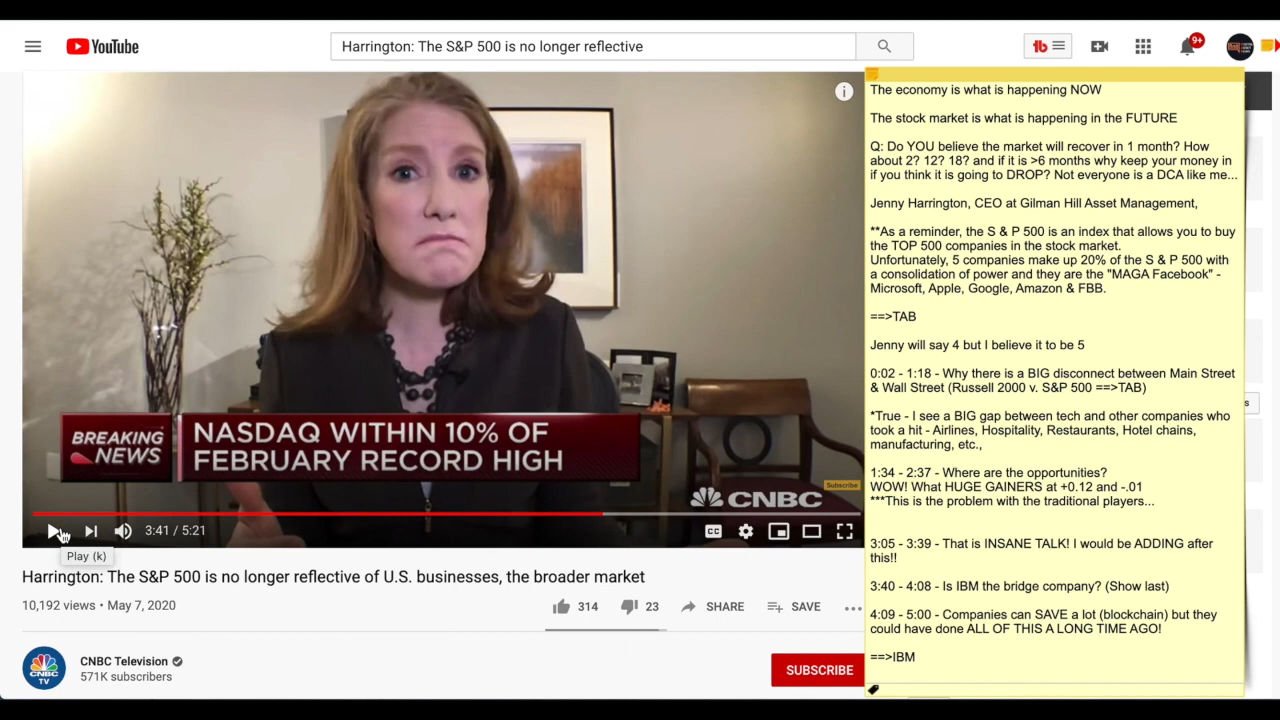 YouTube
Harrington: The S&P 500 is no longer reflective
9+
The economy is what is happening NOW
The stock market is what is happening in the FUTURE
Q: Do YOU believe the market will recover in 1 month? How
about 2? 12? 18? and if it is >6 months why keep your money in
if you think it is going to DROP? Not everyone is a DCA like me...
Jenny Harrington, CEO at Gilman Hill Asset Management,
**As a reminder, the S & P 500 is an index that allows you to buy
the TOP 500 companies in the stock market.
Unfortunately, 5 companies make up 20% of the S & P 500 with
a consolidation of power and they are the "MAGA Facebook" -
Microsoft, Apple, Google, Amazon & FBB.
==>TAB
Jenny will say 4 but I believe it to be 5
0:02 - 1:18 - Why there is a BIG disconnect between Main Street
& Wall Street (Russell 2000 v. S&P 500 ==>TAB)
*True - I see a BIG gap between tech and other companies who
took a hit - Airlines, Hospitality, Restaurants, Hotel chains,
manufacturing, etc.,
1:34 - 2:37 - Where are the opportunities?
WOW! What HUGE GAINERS at +0.12 and -.01
***This is the problem with the traditional players...
3:05 - 3:39 - That is INSANE TALK! I would be ADDING after
this!!
3:40 - 4:08 - Is IBM the bridge company? (Show last)
4:09 - 5:00 - Companies can SAVE a lot (blockchain) but they
could have done ALL OF THIS A LONG TIME AGO!
==>IBM
BREAKING
NEWS
NASDAQ WITHIN 10% OF
FEBRUARY RECORD HIGH
Subscribe
CNBC
3:41 / 5:21
CC
Play (k)
Harrington: The S&P 500 is no longer reflective of U.S. businesses, the broader market
10,192 views • May 7, 2020
314
23
SHARE
SAVE
CNBC
TV
CNBC Television
571K subscribers
SUBSCRIBE